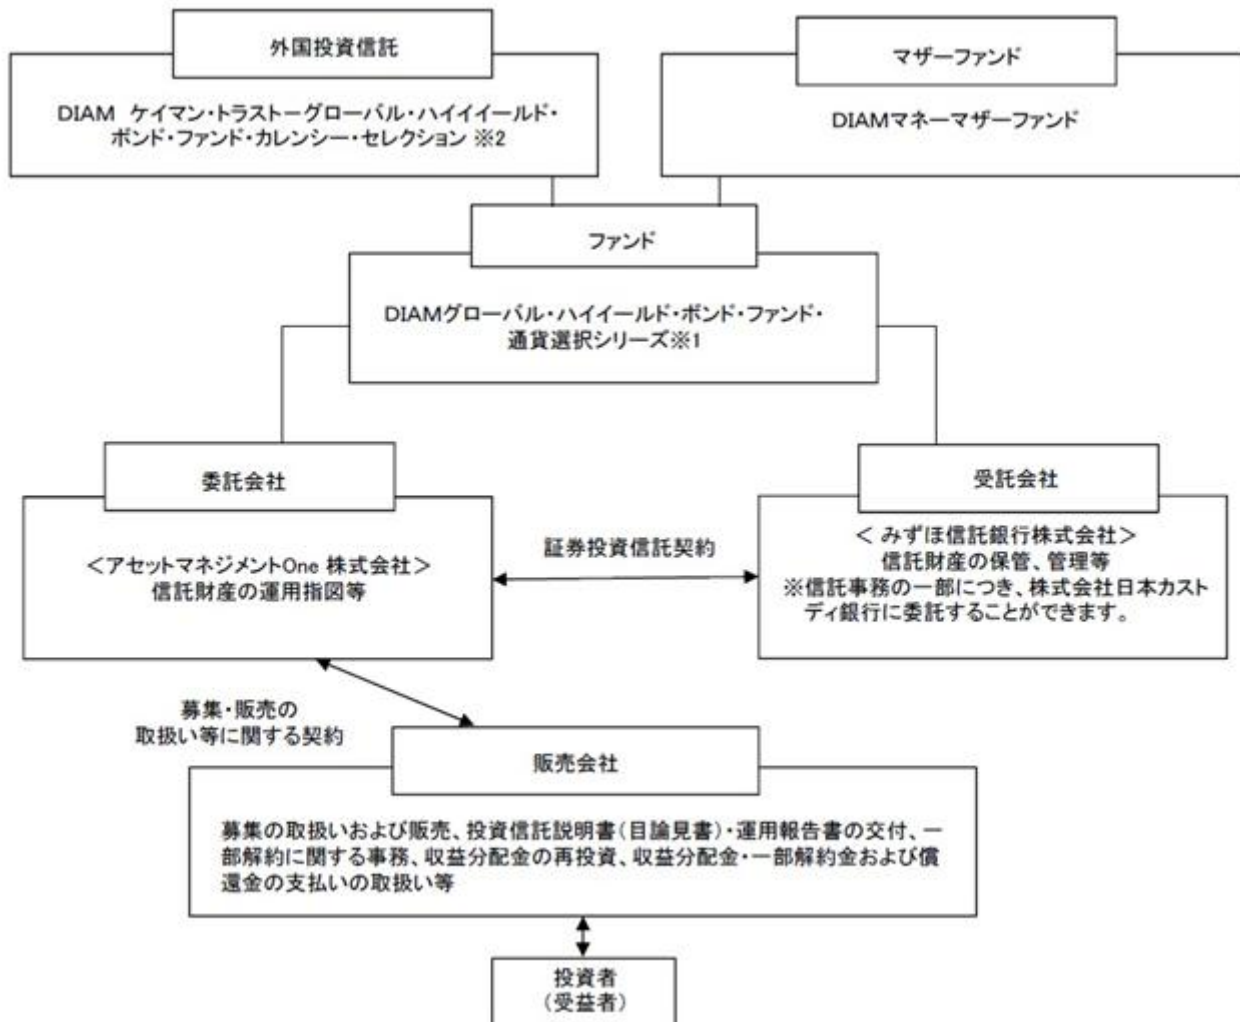 外国投資信託
DIAM ケイマン・トラストーグローバル・ハイイイールド・
ボンド・ファンド・カレンシー・セレクション ※2
マザーファンド
DIAMマネーマザーファンド
ファンド
DIAMグローバル・ハイイールド・ボンド・ファンド・
通貨選択シリーズ※1
委託会社
<アセットマネジメントOne 株式会社>
信託財産の運用指図等
証券投資信託契約
受託会社
< みずほ信託銀行株式会社>
信託財産の保管、管理等
※信託事務の一部につき、株式会社日本カスト
ディ銀行に委託することができます。
募集・販売の
取扱い等に関する契約
販売会社
募集の取扱いおよび販売、投資信託説明書(目論見書)・運用報告書の交付、一
部解約に関する事務、収益分配金の再投資、収益分配金・一部解約金および償
還金の支払いの取扱い等
投資者
(受益者)